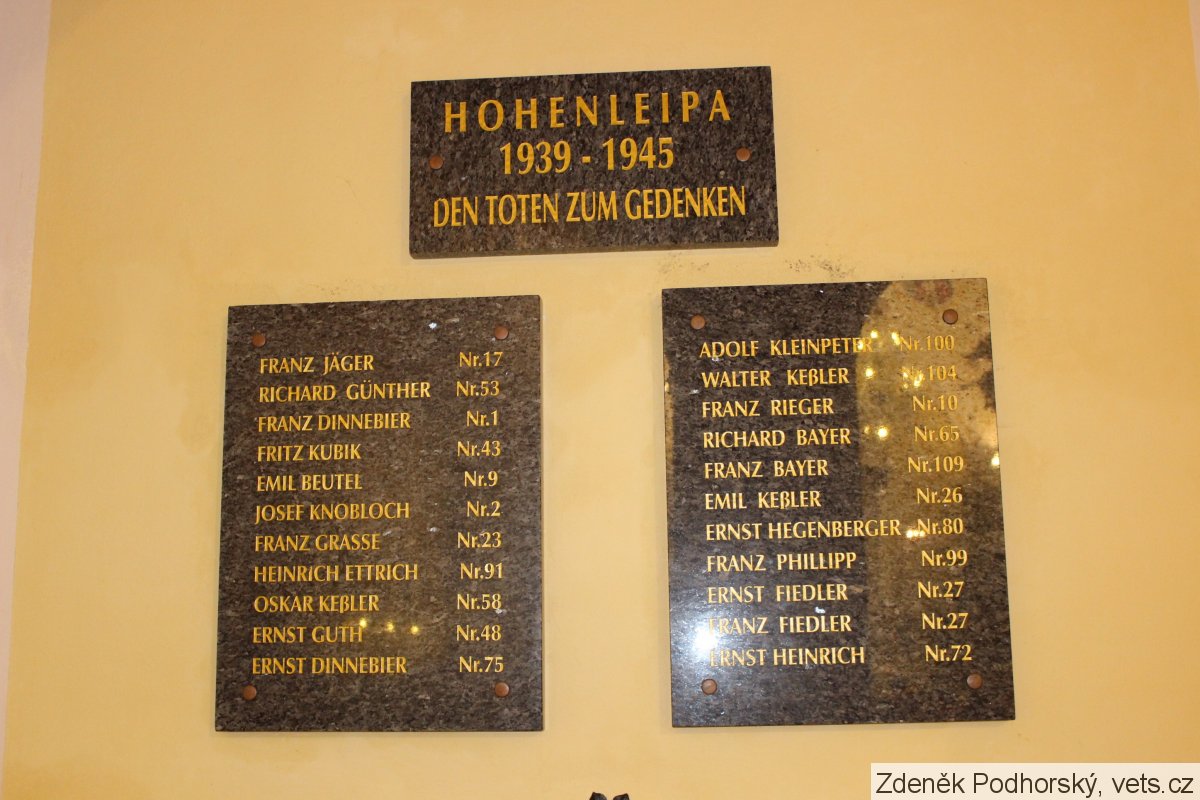 HOHENLEIPA
1939 - 1945
DEN TOTEN ZUM GEDENKEN
FRANZ JÄGER Nr.17
RICHARD GÜNTHER Nr.53
FRANZ DINNEBIER Nr.1
FRITZ KUBIK Nr.43
EMIL BEUTEL Nr.9
JOSEF KNOBLOCH Nr.2
FRANZ GRASSE Nr.23
HEINRICH ETTRICH Nr.91
OSKAR KEßLER Nr.58
ERNST GUTH Nr.48
ERNST DINNEBIER Nr.75
ADOLF KLEINPETER Nr.100
WALTER KEßLER Nr.104
FRANZ RIEGER Nr.10
RICHARD BAYER Nr.65
FRANZ BAYER Nr.109
EMIL KEßLER Nr.26
ERNST HEGENBERGER Nr.80
FRANZ PHILLIPP Nr.99
ERNST FIEDLER Nr.27
FRANZ FIEDLER Nr.27
ERNST HEINRICH Nr.72
Zdeněk Podhorský, vets.cz